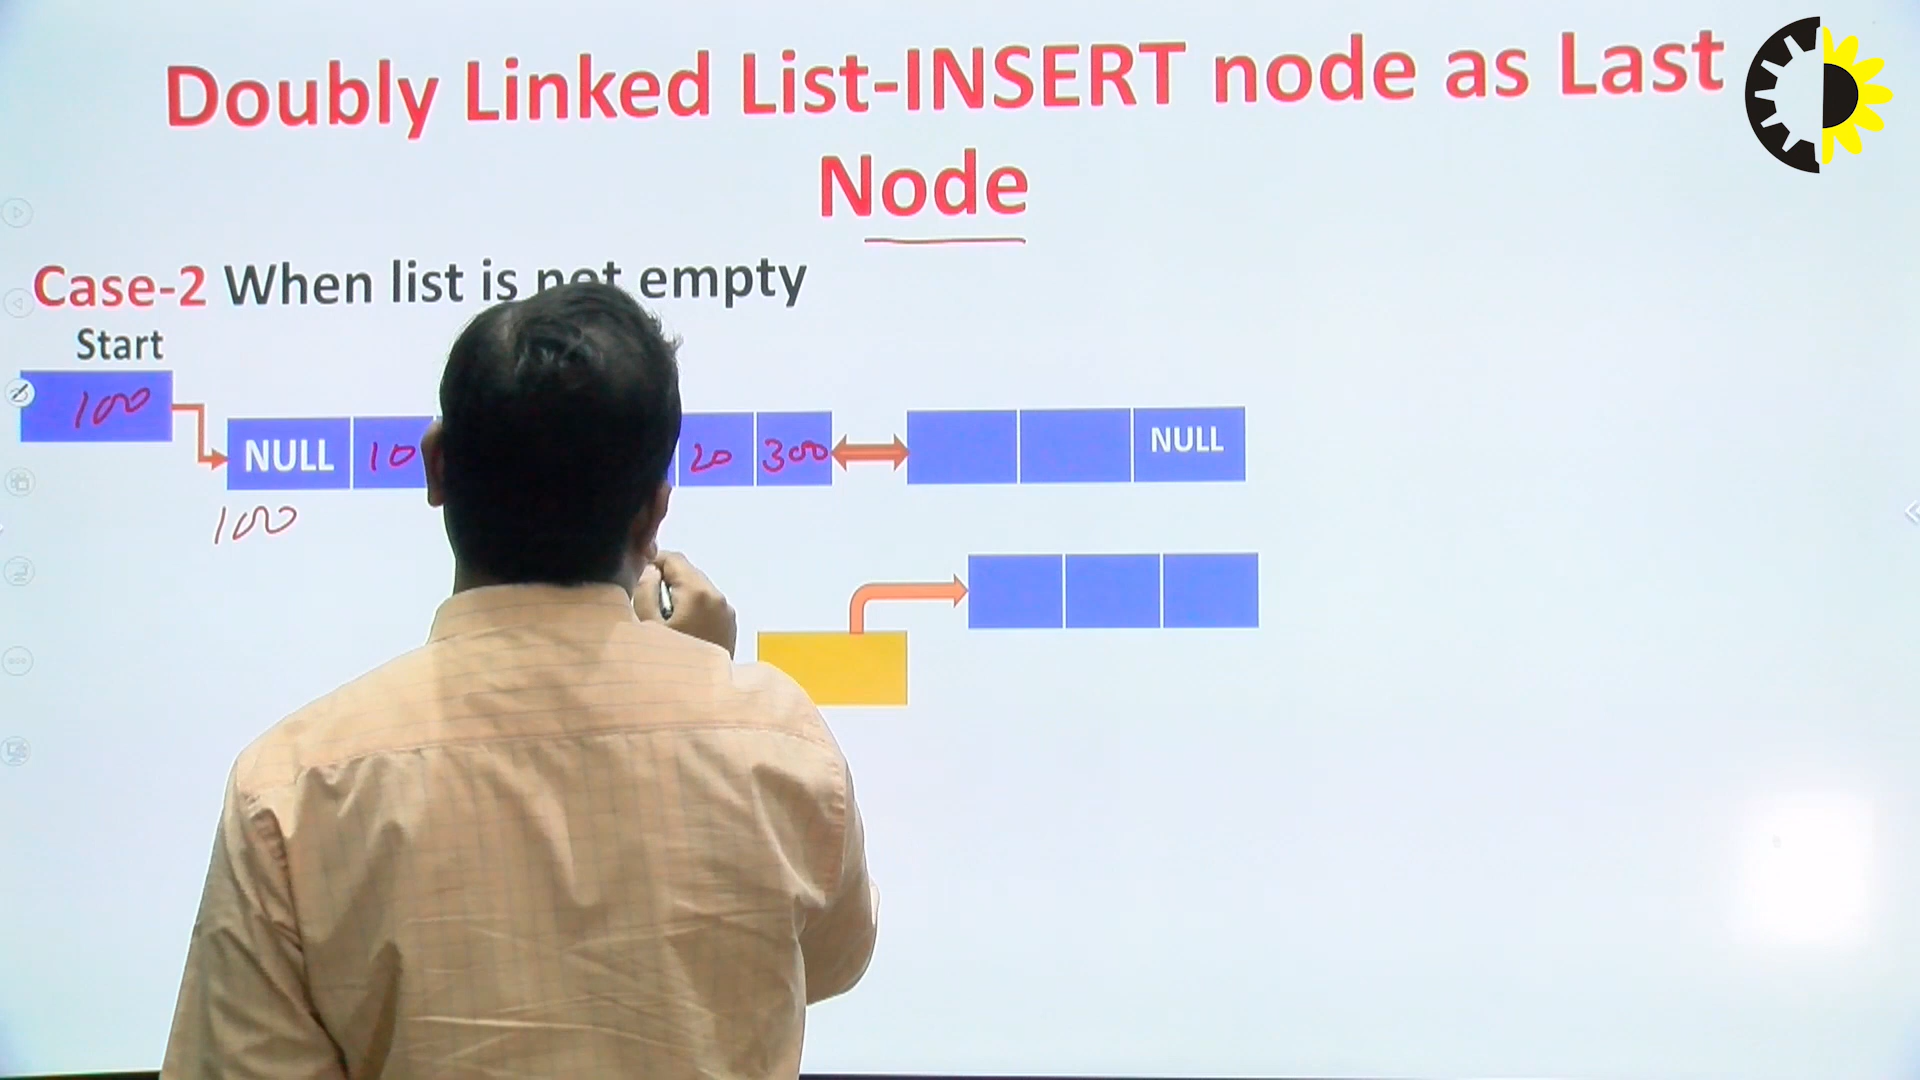 Doubly Linked List-INSERT node as Last
Node
Case-2 When list is not empty
Start
100
NULL 10 20 300 NULL
100